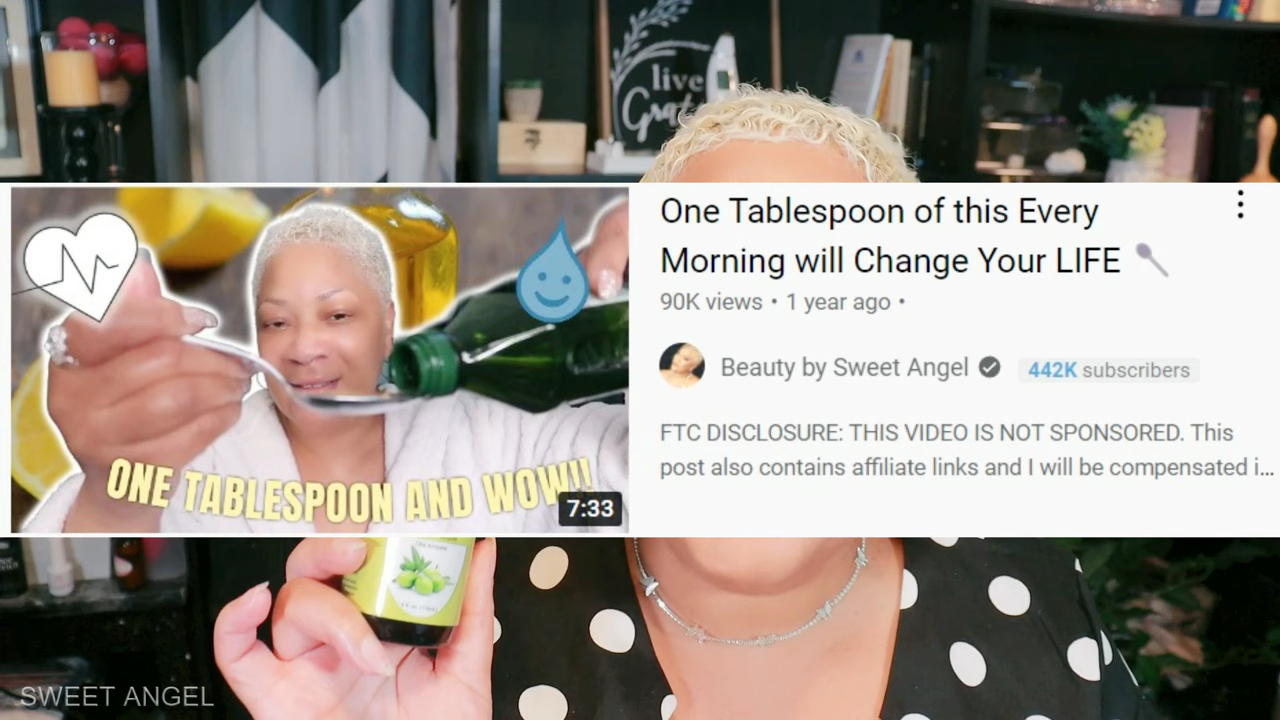 live
ONE TABLESPOON AND WOW!!
7:33
One Tablespoon of this Every
Morning will Change Your LIFE
90K views • 1 year ago •
Beauty by Sweet Angel
442K subscribers
FTC DISCLOSURE: THIS VIDEO IS NOT SPONSORED. This
post also contains affiliate links and I will be compensated i...
SWEET ANGEL